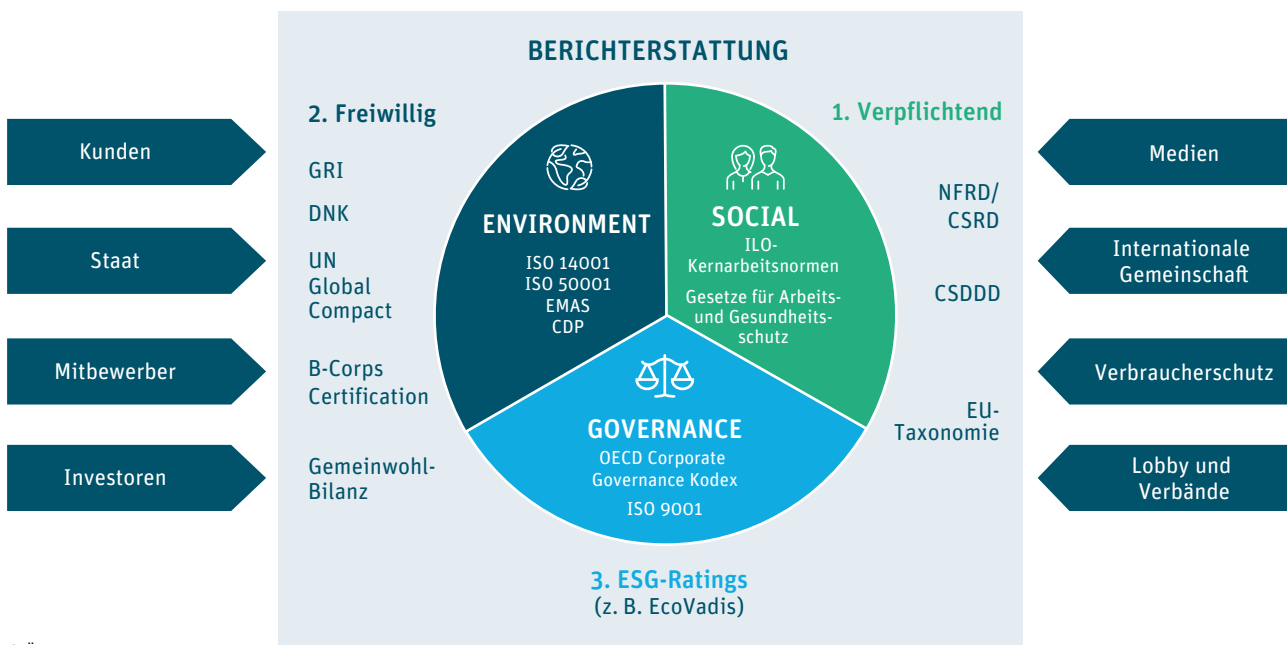 BERICHTERSTATTUNG
Kunden
Staat
Mitbewerber
Investoren
2. Freiwillig
GRI
DNK
UN
Global
Compact
B-Corps
Certification
Gemeinwohl-
Bilanz
ENVIRONMENT
ISO 14001
ISO 50001
EMAS
CDP
SOCIAL
ILO-
Kernarbeitsnormen
Gesetze für Arbeits-
und Gesundheits-
schutz
GOVERNANCE
OECD Corporate
Governance Kodex
ISO 9001
1. Verpflichtend
NFRD/
CSRD
CSDDD
EU-
Taxonomie
Medien
Internationale
Gemeinschaft
Verbraucherschutz
Lobby und
Verbände
3. ESG-Ratings
(z. B. EcoVadis)